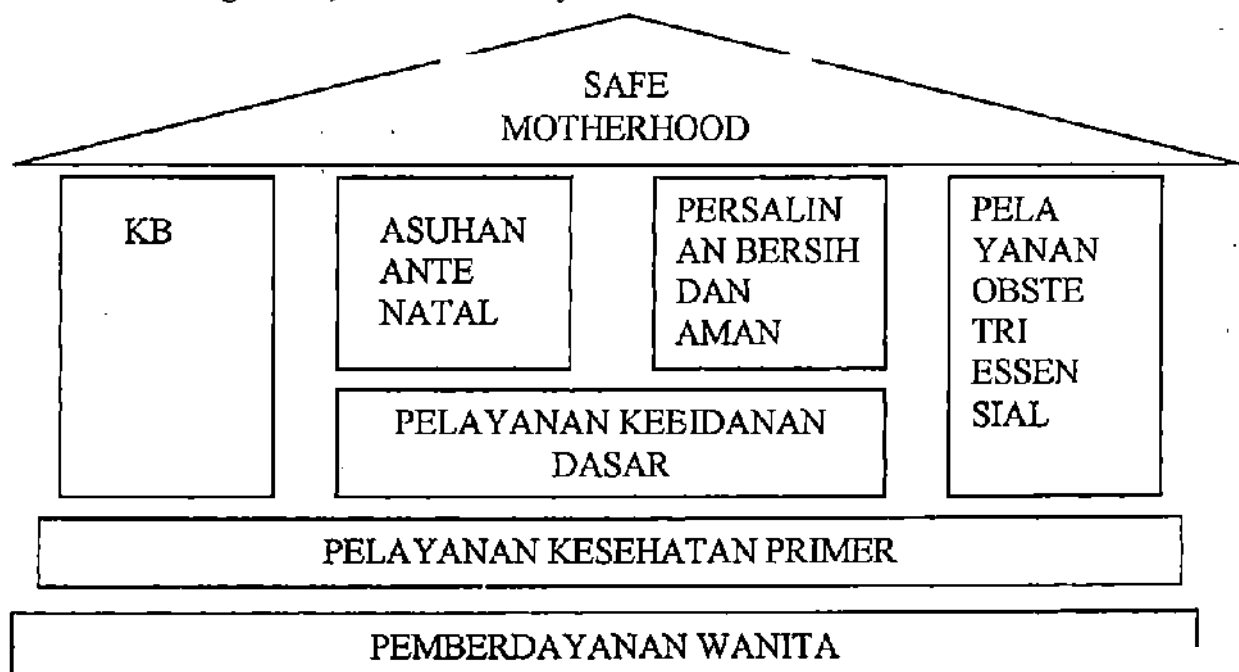 SAFE
MOTHERHOOD
KB
ASUHAN
ANTE
NATAL
PERSALIN
AN BERSIH
DAN
AMAN
PELA
YANAN
OBSTE
TRI
ESSEN
SIAL
PELAYANAN KEBIDANAN
DASAR
PELAYANAN KESEHATAN PRIMER
PEMBERDAYANAN WANITA